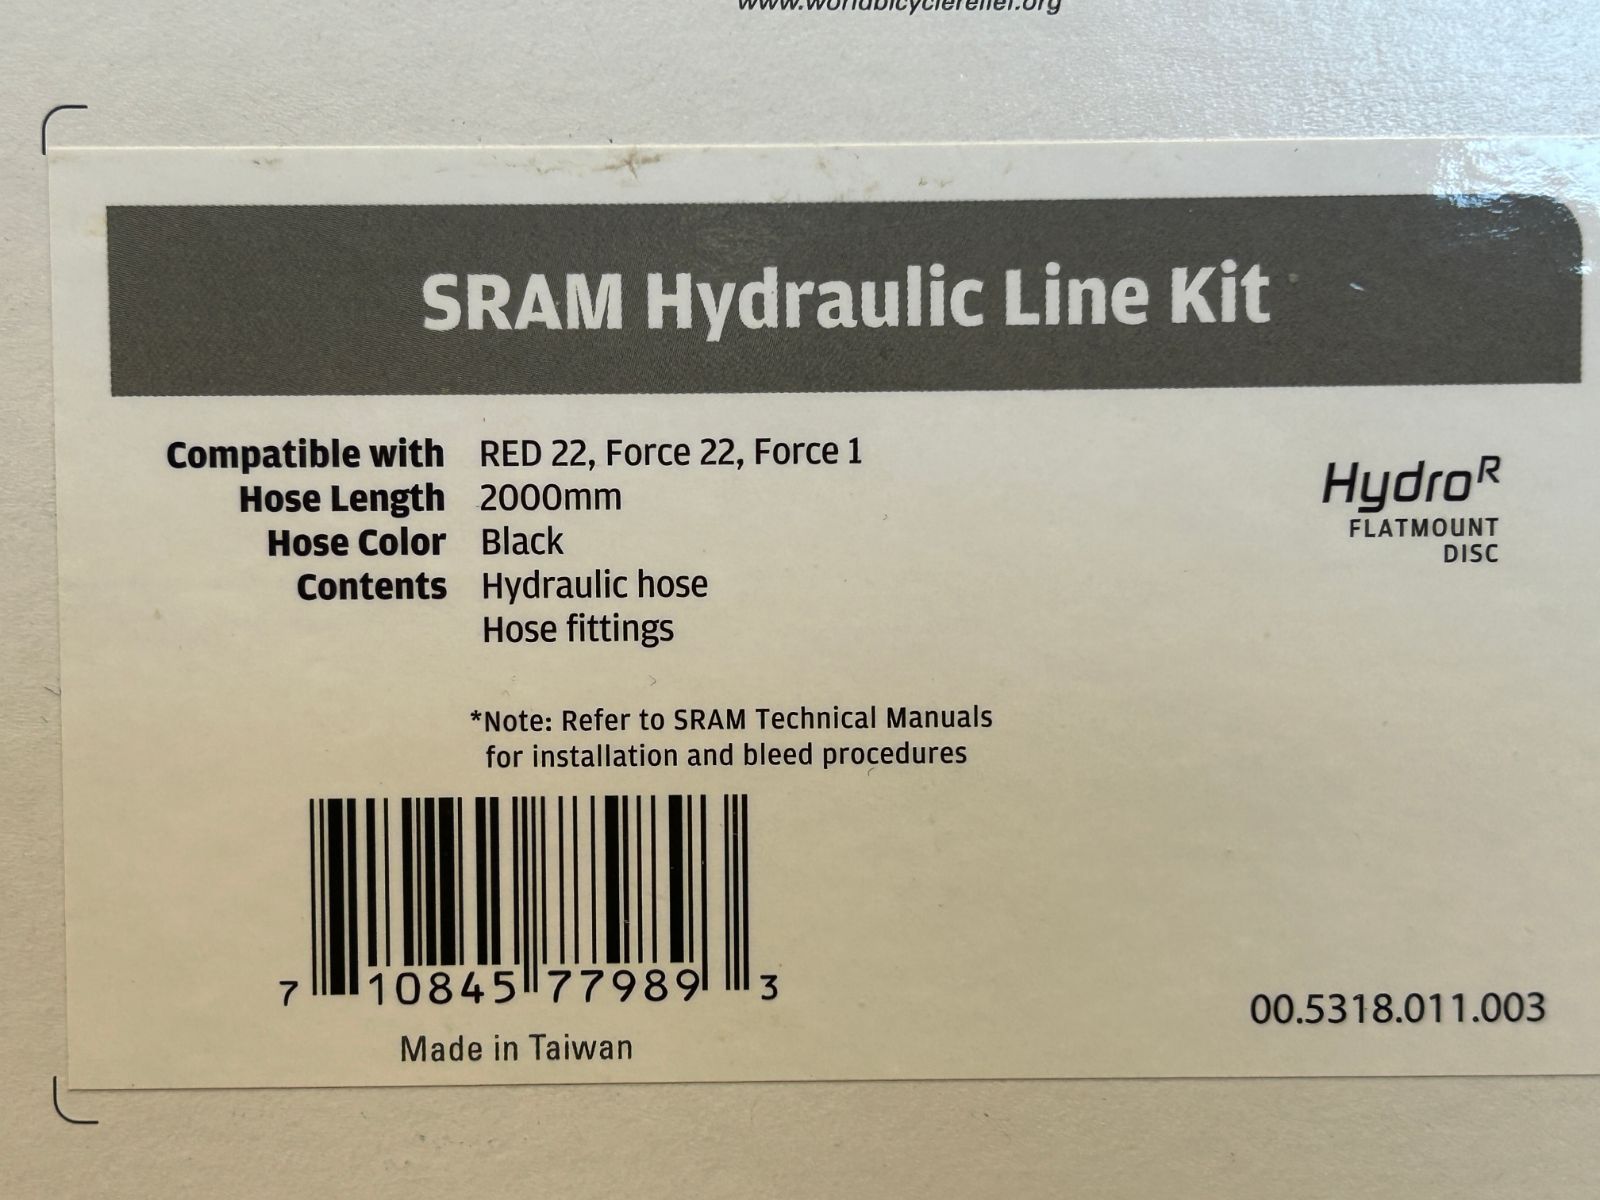 www.worldbicyclerelief.org
SRAM Hydraulic Line Kit
Compatible with RED 22, Force 22, Force 1
Hose Length 2000mm
Hose Color Black
Contents Hydraulic hose
Hose fittings
HydroR
FLATMOUNT
DISC
*Note: Refer to SRAM Technical Manuals
for installation and bleed procedures
7 10845 77989 3
Made in Taiwan
00.5318.011.003